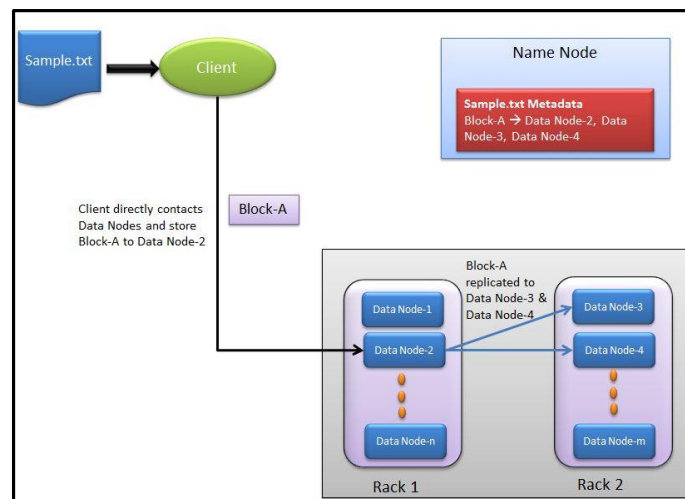 Sample.txt
Client
Name Node
Sample.txt Metadata
Block-A → Data Node-2, Data
Node-3, Data Node-4
Client directly contacts
Data Nodes and store
Block-A to Data Node-2
Block-A
Block-A
replicated to
Data Node-3 &
Data Node-4
Data Node-1
Data Node-2
Data Node-n
Rack 1
Data Node-3
Data Node-4
Data Node-m
Rack 2